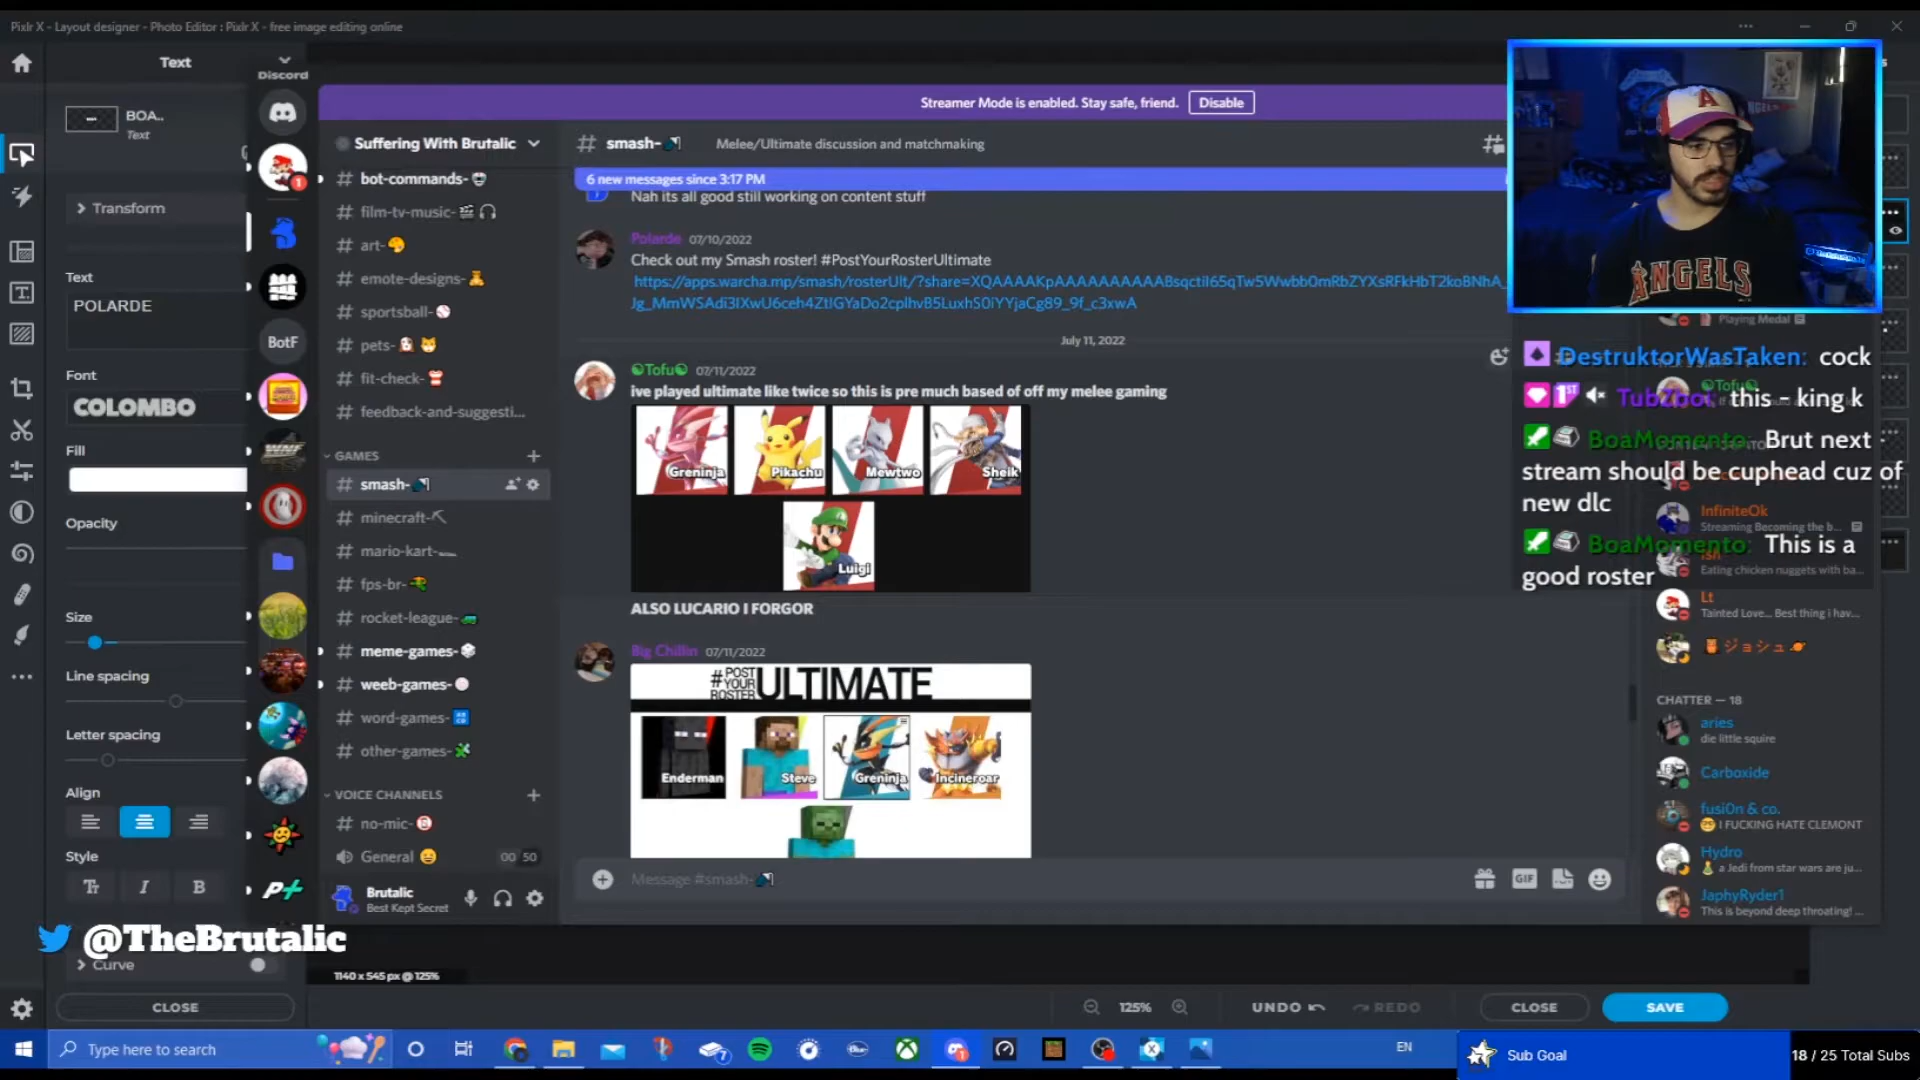 Pixlr X - Layout designer - Photo Editor : Pixlr X - free image editing online
Text
BOA..
Text
Transform
Text
POLARDE
Font
COLOMBO
Fill
Opacity
Size
Line spacing
Letter spacing
Align
Style
Curve
CLOSE
@TheBrutalic
Discord
BotF
Streamer Mode is enabled. Stay safe, friend. Disable
Suffering With Brutalic
bot-commands-
film-tv-music-
art-
emote-designs-
sportsball-
pets-
fit-check-
feedback-and-suggesti...
GAMES
smash-
minecraft-
mario-kart-
fps-br-
rocket-league-
meme-games-
weeb-games-
word-games-
other-games-
VOICE CHANNELS
no-mic-
General 00 50
Brutalic
Best Kept Secret
smash- Melee/Ultimate discussion and matchmaking
6 new messages since 3:17 PM
Nah its all good still working on content stuff
Polarde 07/10/2022
Check out my Smash roster! #PostYourRosterUltimate
July 11, 2022
Tofu 07/11/2022
ive played ultimate like twice so this is pre much based of off my melee gaming
Greninja Pikachu Mewtwo Sheik
Luigi
ALSO LUCARIO I FORGOR
Big Chillin 07/11/2022
#POST YOUR ROSTER ULTIMATE
Enderman Steve Greninja Incineroar
Message #smash-
GIF
A
ANGELS
Playing Medal
DestruktorWasTaken: cock
Tofu
TubZool: this - king k
BoaMomento: Brut next
stream should be cuphead cuz of
new dlc
InfiniteOk
Streaming Becoming the b...
BoaMomento: This is a
good roster
Eating chicken nuggets with ba...
Lt
Tainted Love... Best thing i hav...
ジョシュ
CHATTER — 18
aries
die little squire
Carboxide
fusi0n & co.
I FUCKING HATE CLEMONT
Hydro
a Jedi from star wars are ju...
JaphyRyder1
This is beyond deep throating! ...
1140 x 545 px @ 125%
125% UNDO REDO CLOSE SAVE
Type here to search
EN
Sub Goal 18 / 25 Total Subs